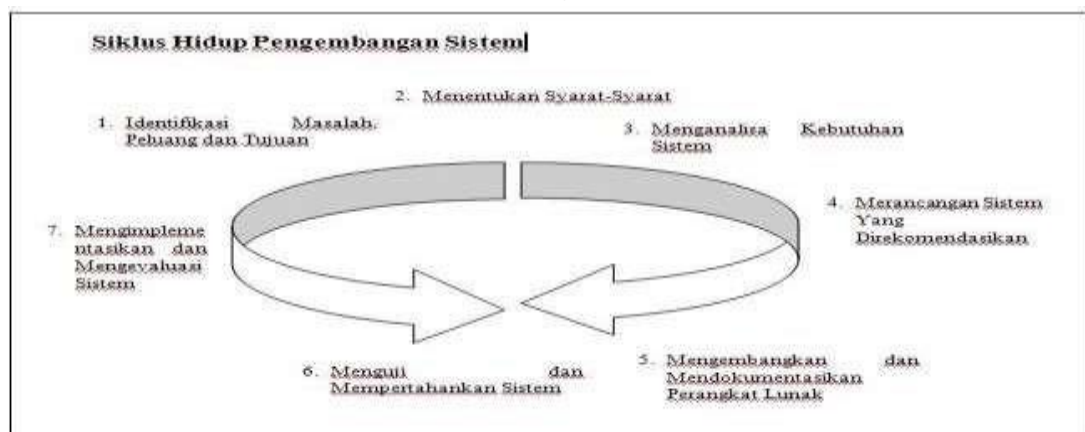 Siklus Hidup Pengembangan Sistem
2. Menentukan Syarat-Syarat
1. Identifikasi Masalah,
Peluang dan Tujuan
3. Menganalisa Kebutuhan
Sistem
4. Merancangan Sistem
Yang
Direkomendasikan
7. Mengimpleme
ntasikan dan
Mengevaluasi
Sistem
6. Menguji dan
Mempertahankan Sistem
5. Mengembangkan dan
Mendokumentasikan
Perangkat Lunak